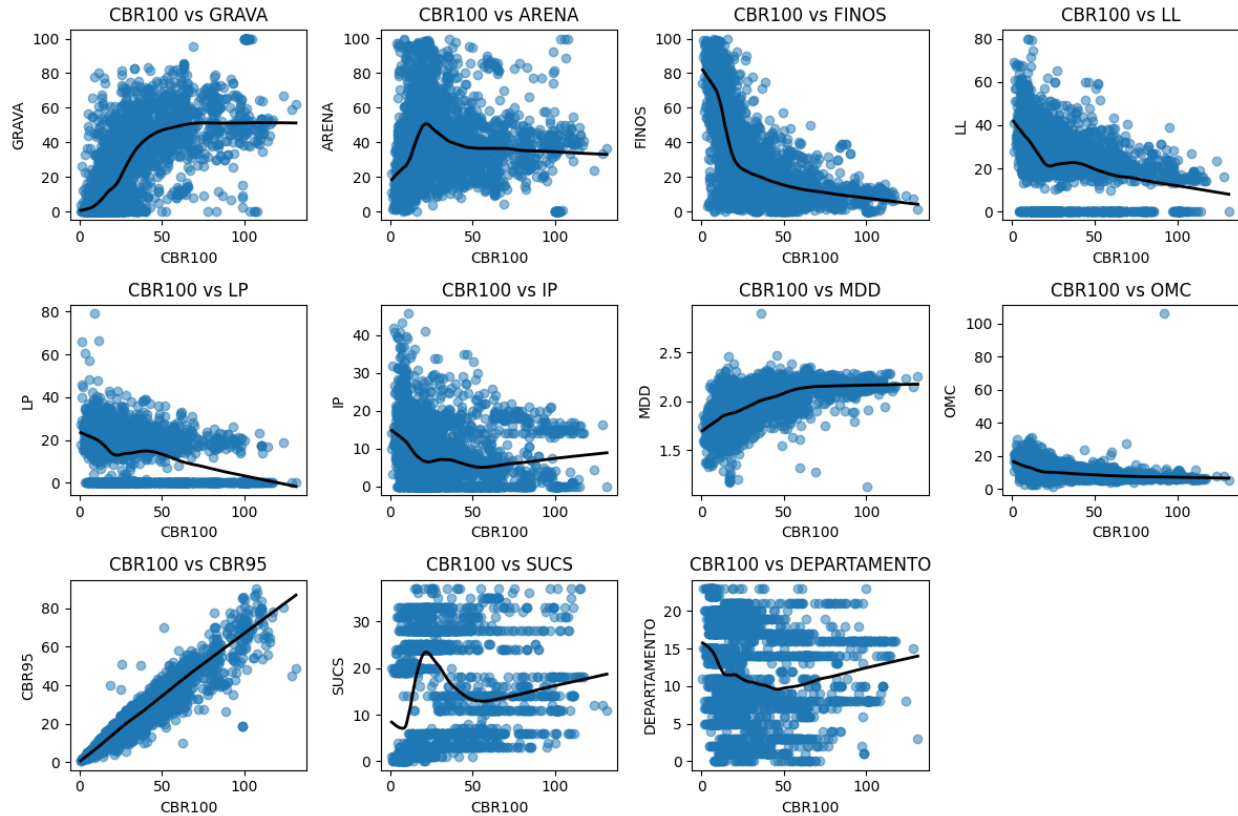 CBR100 vs GRAVA
100
80
60
40
20
0
GRAVA
0 50 100
CBR100
CBR100 vs ARENA
100
80
60
40
20
0
ARENA
0 50 100
CBR100
CBR100 vs FINOS
100
80
60
40
20
0
FINOS
0 50 100
CBR100
CBR100 vs LL
80
60
40
20
0
LL
0 50 100
CBR100
CBR100 vs LP
80
60
40
20
0
LP
0 50 100
CBR100
CBR100 vs IP
40
30
20
10
0
IP
0 50 100
CBR100
CBR100 vs MDD
2.5
2.0
1.5
MDD
0 50 100
CBR100
CBR100 vs OMC
100
80
60
40
20
0
OMC
0 50 100
CBR100
CBR100 vs CBR95
80
60
40
20
0
CBR95
0 50 100
CBR100
CBR100 vs SUCS
30
20
10
0
SUCS
0 50 100
CBR100
CBR100 vs DEPARTAMENTO
20
15
10
5
0
DEPARTAMENTO
0 50 100
CBR100